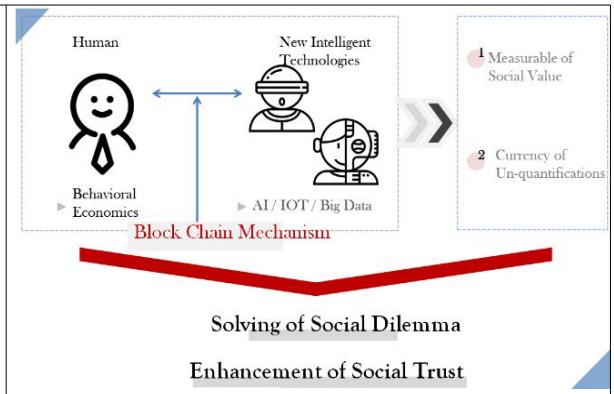 Human
New Intelligent
Technologies
Behavioral
Economics
AI / IOT / Big Data
Block Chain Mechanism
1 Measurable of
Social Value
2 Currency of
Un-quantifications
Solving of Social Dilemma
Enhancement of Social Trust